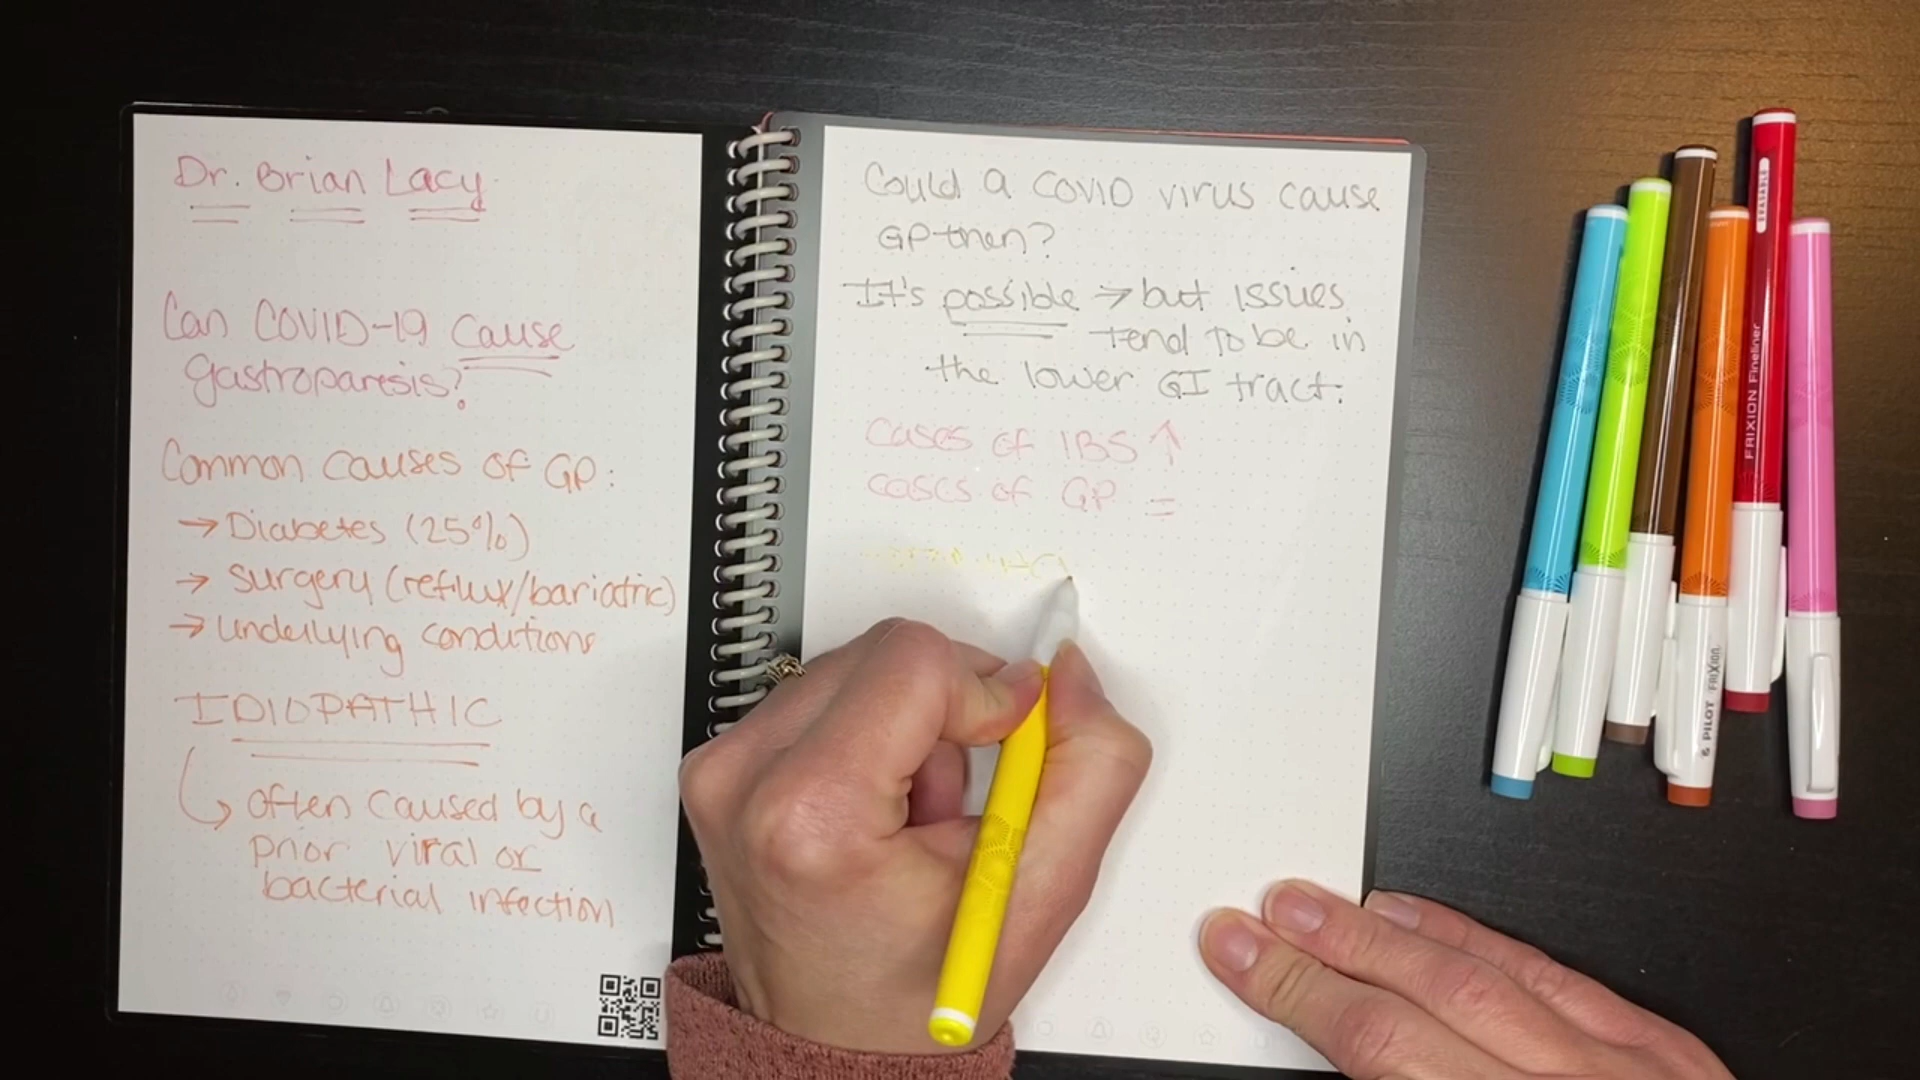 Dr. Brian Lacy
Can COVID-19 Cause
gastroparesis?
Common causes of GP:
→ Diabetes (25%)
→ Surgery (reflux/bariatric)
→ Underlying conditions
IDIOPATHIC
often caused by a
prior viral or
bacterial infection
Could a COVID virus cause
GP then?
It's possible → but issues
tend to be in
the lower GI tract.
Cases of IBS ↑
cases of GP =
FRIXION Fineliner
ERASABLE
PILOT FRIXION